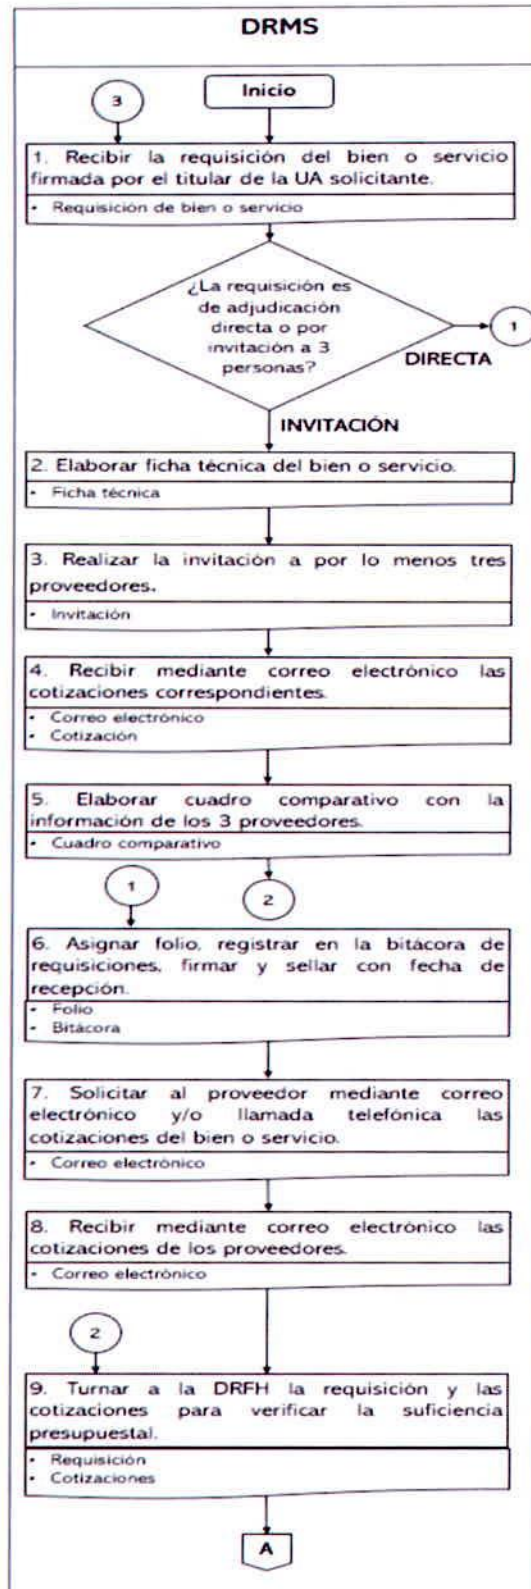 DRMS
3
Inicio
1. Recibir la requisición del bien o servicio
firmada por el titular de la UA solicitante.
• Requisición de bien o servicio
¿La requisición es
de adjudicación
directa o por
invitación a 3
personas?
1
DIRECTA
INVITACIÓN
2. Elaborar ficha técnica del bien o servicio.
• Ficha técnica
3. Realizar la invitación a por lo menos tres
proveedores.
• Invitación
4. Recibir mediante correo electrónico las
cotizaciones correspondientes.
• Correo electrónico
• Cotización
5. Elaborar cuadro comparativo con la
información de los 3 proveedores.
• Cuadro comparativo
1
2
6. Asignar folio, registrar en la bitácora de
requisiciones, firmar y sellar con fecha de
recepción.
• Folio
• Bitácora
7. Solicitar al proveedor mediante correo
electrónico y/o llamada telefónica las
cotizaciones del bien o servicio.
• Correo electrónico
8. Recibir mediante correo electrónico las
cotizaciones de los proveedores.
• Correo electrónico
2
9. Turnar a la DRFH la requisición y las
cotizaciones para verificar la suficiencia
presupuestal.
• Requisición
• Cotizaciones
A